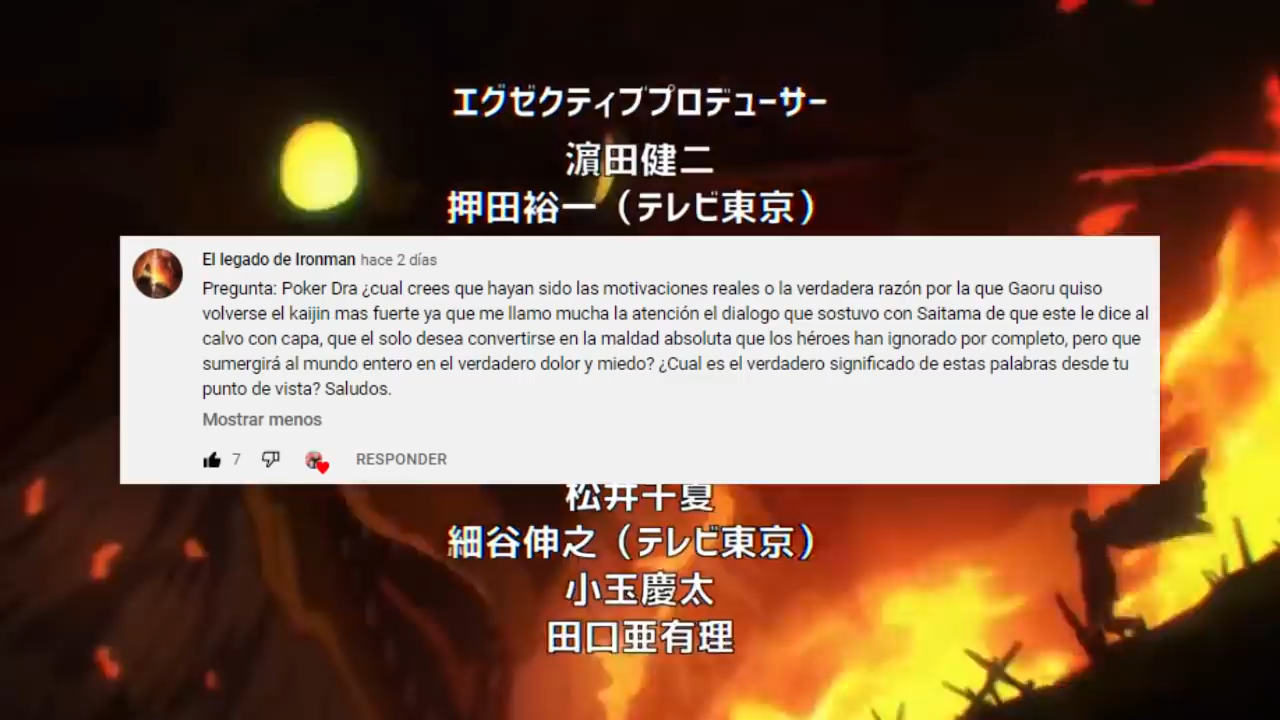 エグゼクティブプロデューサー
濵田健二
押田裕一（テレビ東京）
El legado de Ironman hace 2 días
Pregunta: Poker Dra ¿cual crees que hayan sido las motivaciones reales o la verdadera razón por la que Gaoru quiso
volverse el kaijin mas fuerte ya que me llamo mucha la atención el dialogo que sostuvo con Saitama de que este le dice al
calvo con capa, que el solo desea convertirse en la maldad absoluta que los héroes han ignorado por completo, pero que
sumergirá al mundo entero en el verdadero dolor y miedo? ¿Cual es el verdadero significado de estas palabras desde tu
punto de vista? Saludos.
Mostrar menos
7 RESPONDER
松井千夏
細谷伸之（テレビ東京）
小玉慶太
田口亜有理